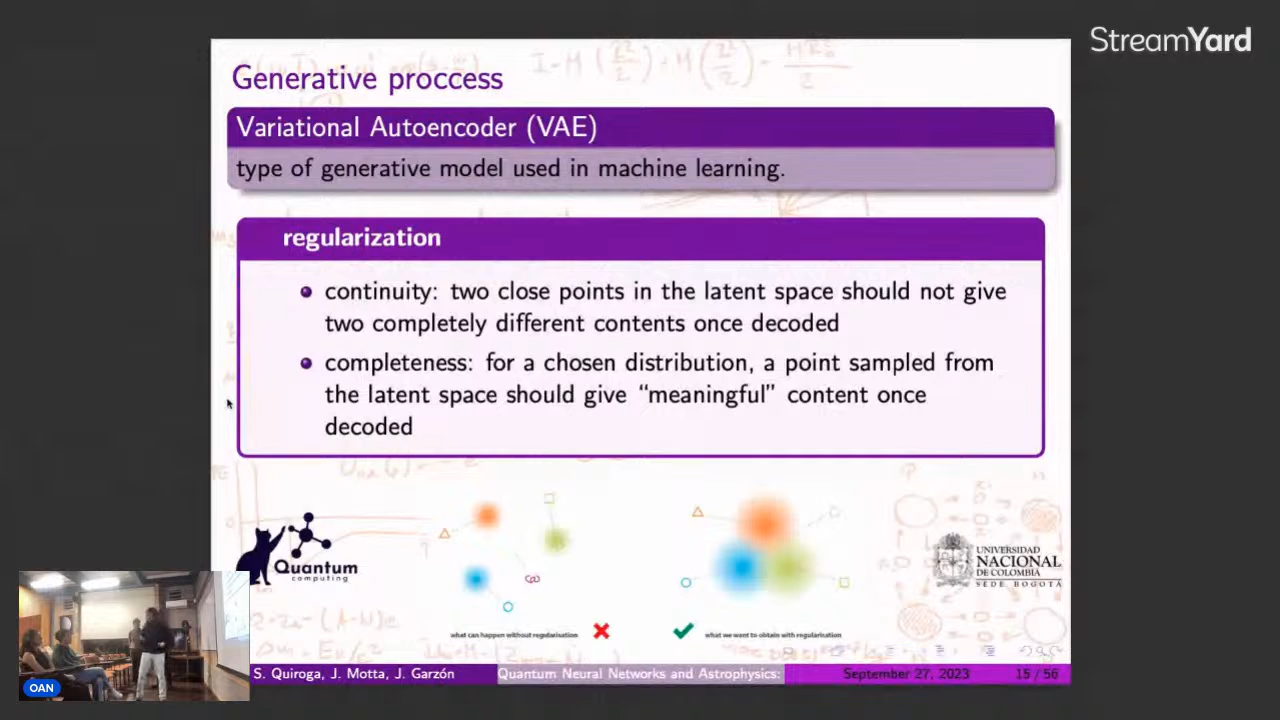 StreamYard
Generative proccess
Variational Autoencoder (VAE)
type of generative model used in machine learning.
regularization
continuity: two close points in the latent space should not give
two completely different contents once decoded
completeness: for a chosen distribution, a point sampled from
the latent space should give “meaningful” content once
decoded
Quantum
computing
UNIVERSIDAD
NACIONAL
DE COLOMBIA
SEDE BOGOTÁ
what can happen without regularisation
what we want to obtain with regularisation
OAN
S. Quiroga, J. Motta, J. Garzón
Quantum Neural Networks and Astrophysics:
September 27, 2023
15 / 56